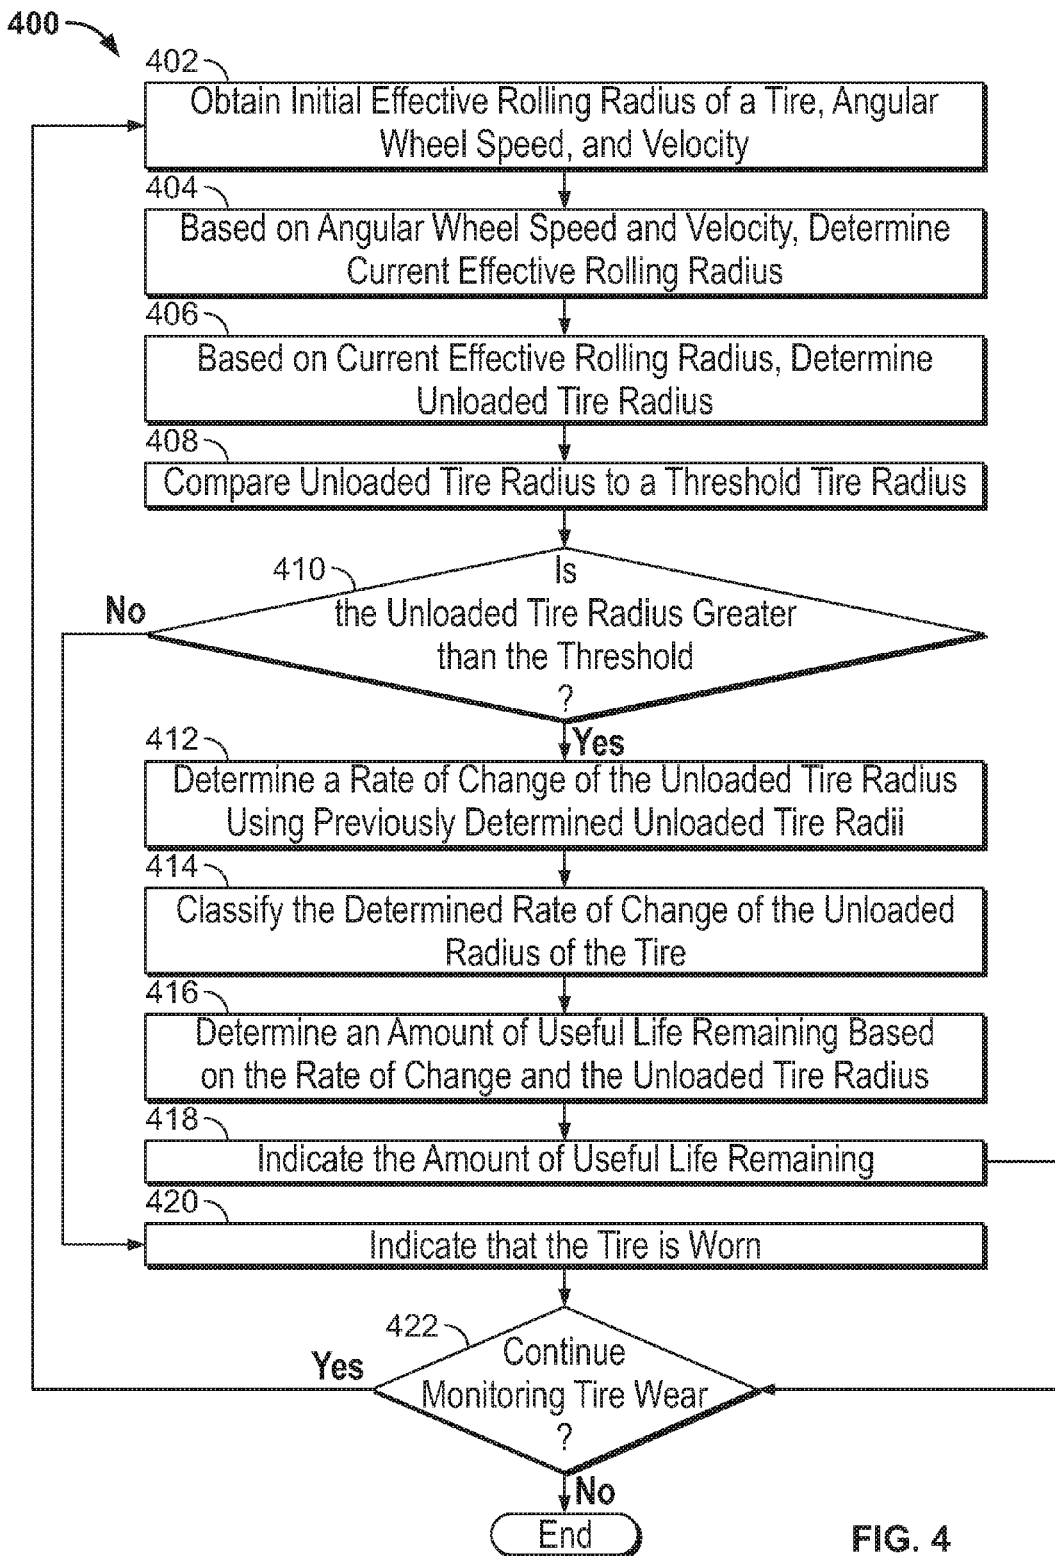 400
402
Obtain Initial Effective Rolling Radius of a Tire, Angular
Wheel Speed, and Velocity
404
Based on Angular Wheel Speed and Velocity, Determine
Current Effective Rolling Radius
406
Based on Current Effective Rolling Radius, Determine
Unloaded Tire Radius
408
Compare Unloaded Tire Radius to a Threshold Tire Radius
410
Is
the Unloaded Tire Radius Greater
than the Threshold
?
No
Yes
412
Determine a Rate of Change of the Unloaded Tire Radius
Using Previously Determined Unloaded Tire Radii
414
Classify the Determined Rate of Change of the Unloaded
Radius of the Tire
416
Determine an Amount of Useful Life Remaining Based
on the Rate of Change and the Unloaded Tire Radius
418
Indicate the Amount of Useful Life Remaining
420
Indicate that the Tire is Worn
422
Continue
Monitoring Tire Wear
?
Yes
No
End
FIG. 4